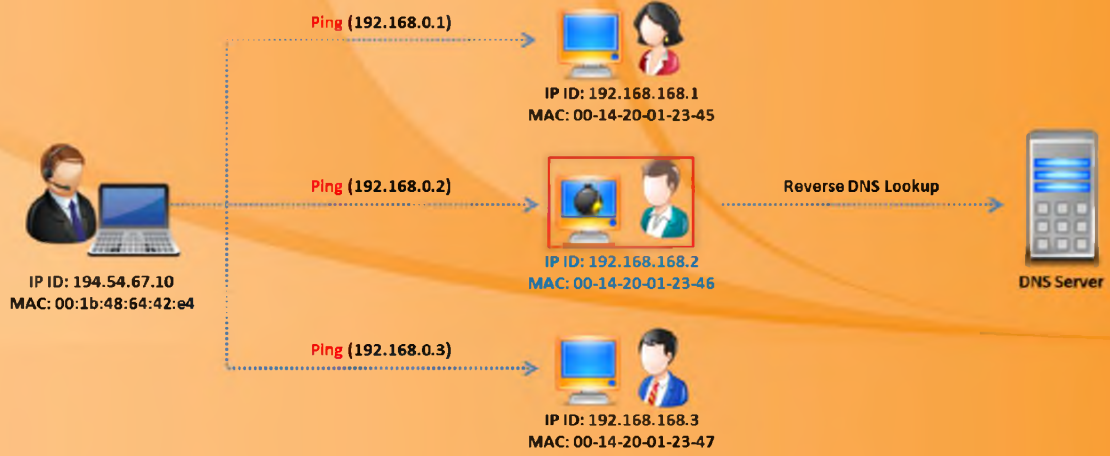 Ping (192.168.0.1)
IP ID: 192.168.168.1
MAC: 00-14-20-01-23-45
Ping (192.168.0.2)
Reverse DNS Lookup
IP ID: 194.54.67.10
MAC: 00:1b:48:64:42:e4
IP ID: 192.168.168.2
MAC: 00-14-20-01-23-46
DNS Server
Ping (192.168.0.3)
IP ID: 192.168.168.3
MAC: 00-14-20-01-23-47